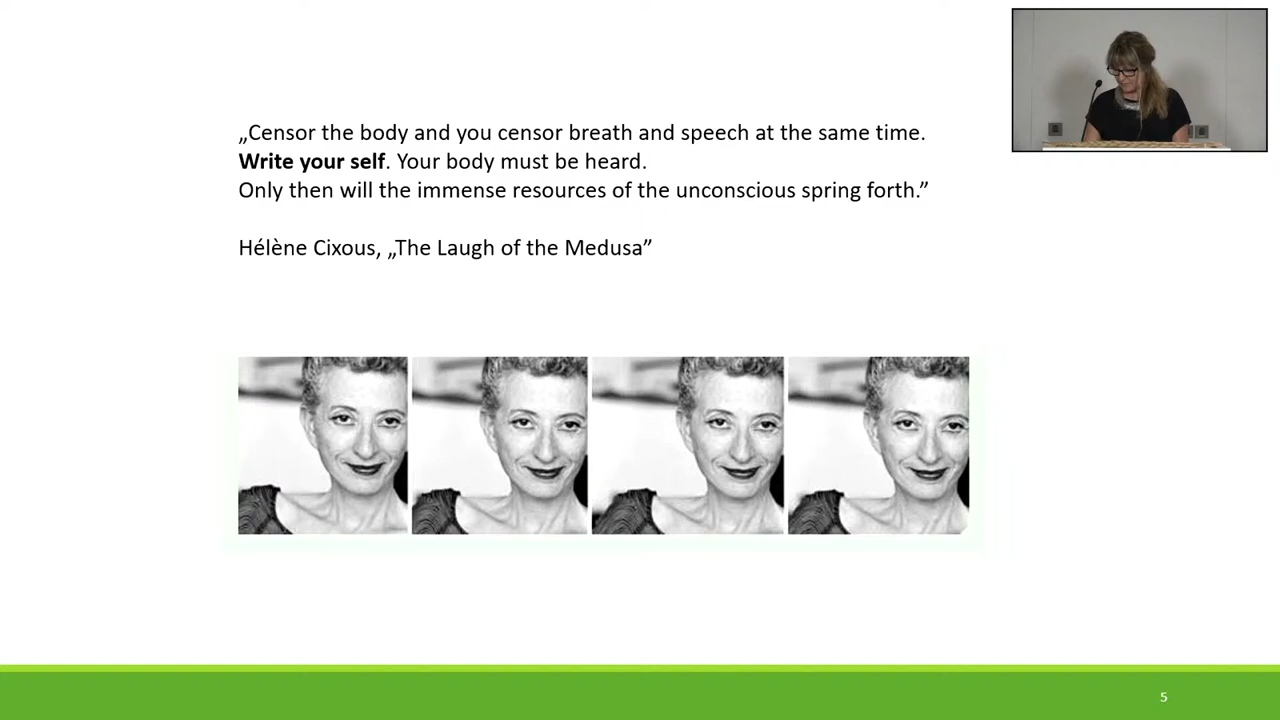 „Censor the body and you censor breath and speech at the same time.
Write your self. Your body must be heard.
Only then will the immense resources of the unconscious spring forth.”
Hélène Cixous, „The Laugh of the Medusa”
5